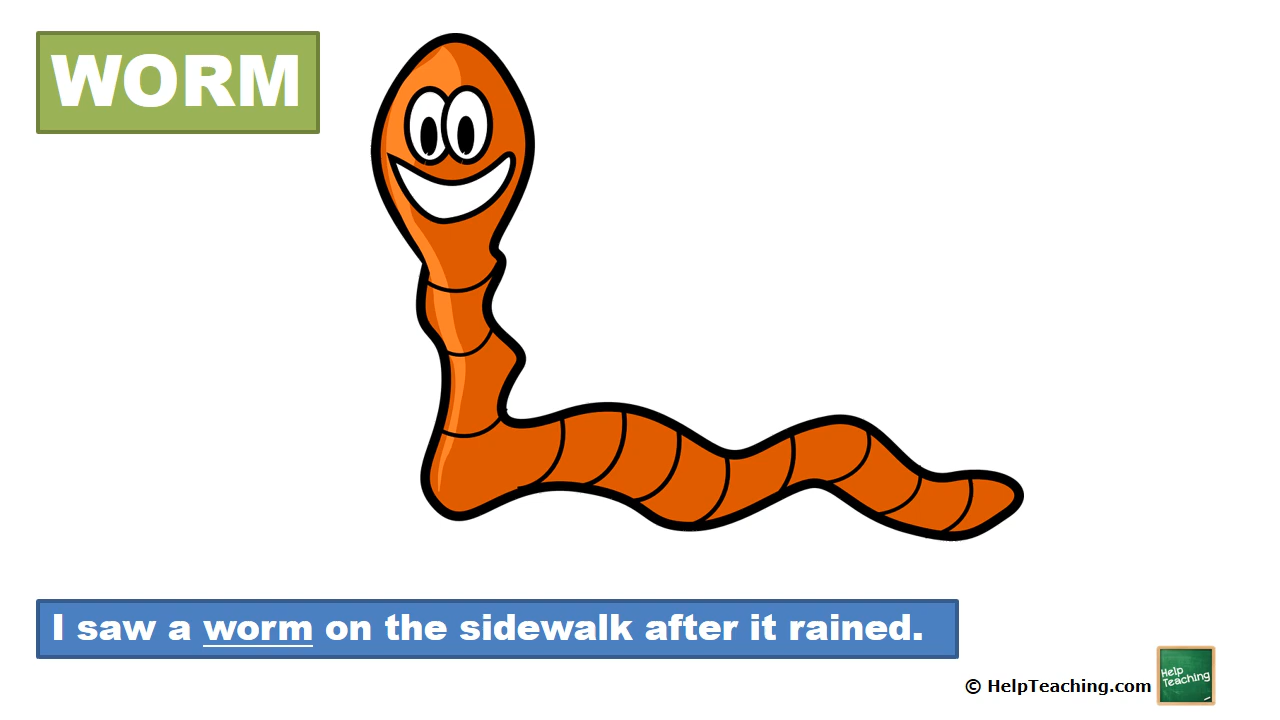 WORM
I saw a worm on the sidewalk after it rained.
© HelpTeaching.com
Help
Teaching